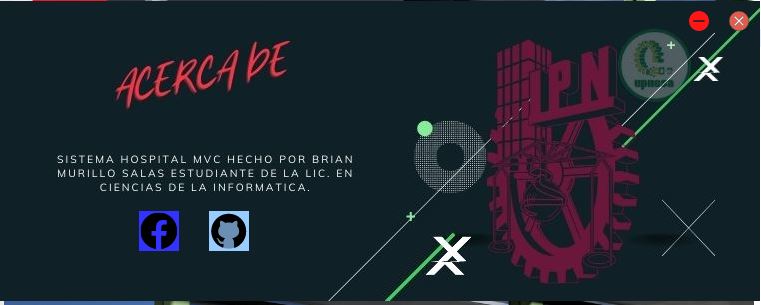 ACERCA DE
SISTEMA HOSPITAL MVC HECHO POR BRIAN
MURILLO SALAS ESTUDIANTE DE LA LIC. EN
CIENCIAS DE LA INFORMATICA.
IPN
upiicsa